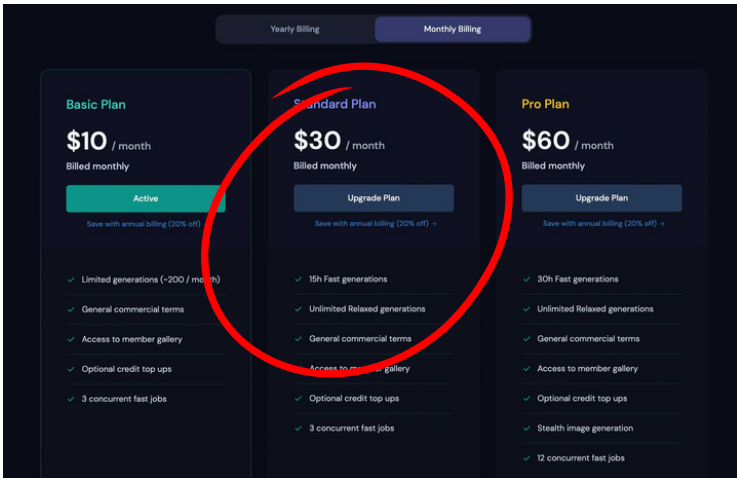 Yearly Billing
Monthly Billing
Basic Plan
$10 / month
Billed monthly
Active
Save with annual billing (20% off)
Limited generations (~200 / month)
General commercial terms
Access to member gallery
Optional credit top ups
3 concurrent fast jobs
Standard Plan
$30 / month
Billed monthly
Upgrade Plan
Save with annual billing (20% off) →
15h Fast generations
Unlimited Relaxed generations
General commercial terms
Access to member gallery
Optional credit top ups
3 concurrent fast jobs
Pro Plan
$60 / month
Billed monthly
Upgrade Plan
Save with annual billing (20% off) →
30h Fast generations
Unlimited Relaxed generations
General commercial terms
Access to member gallery
Optional credit top ups
Stealth image generation
12 concurrent fast jobs